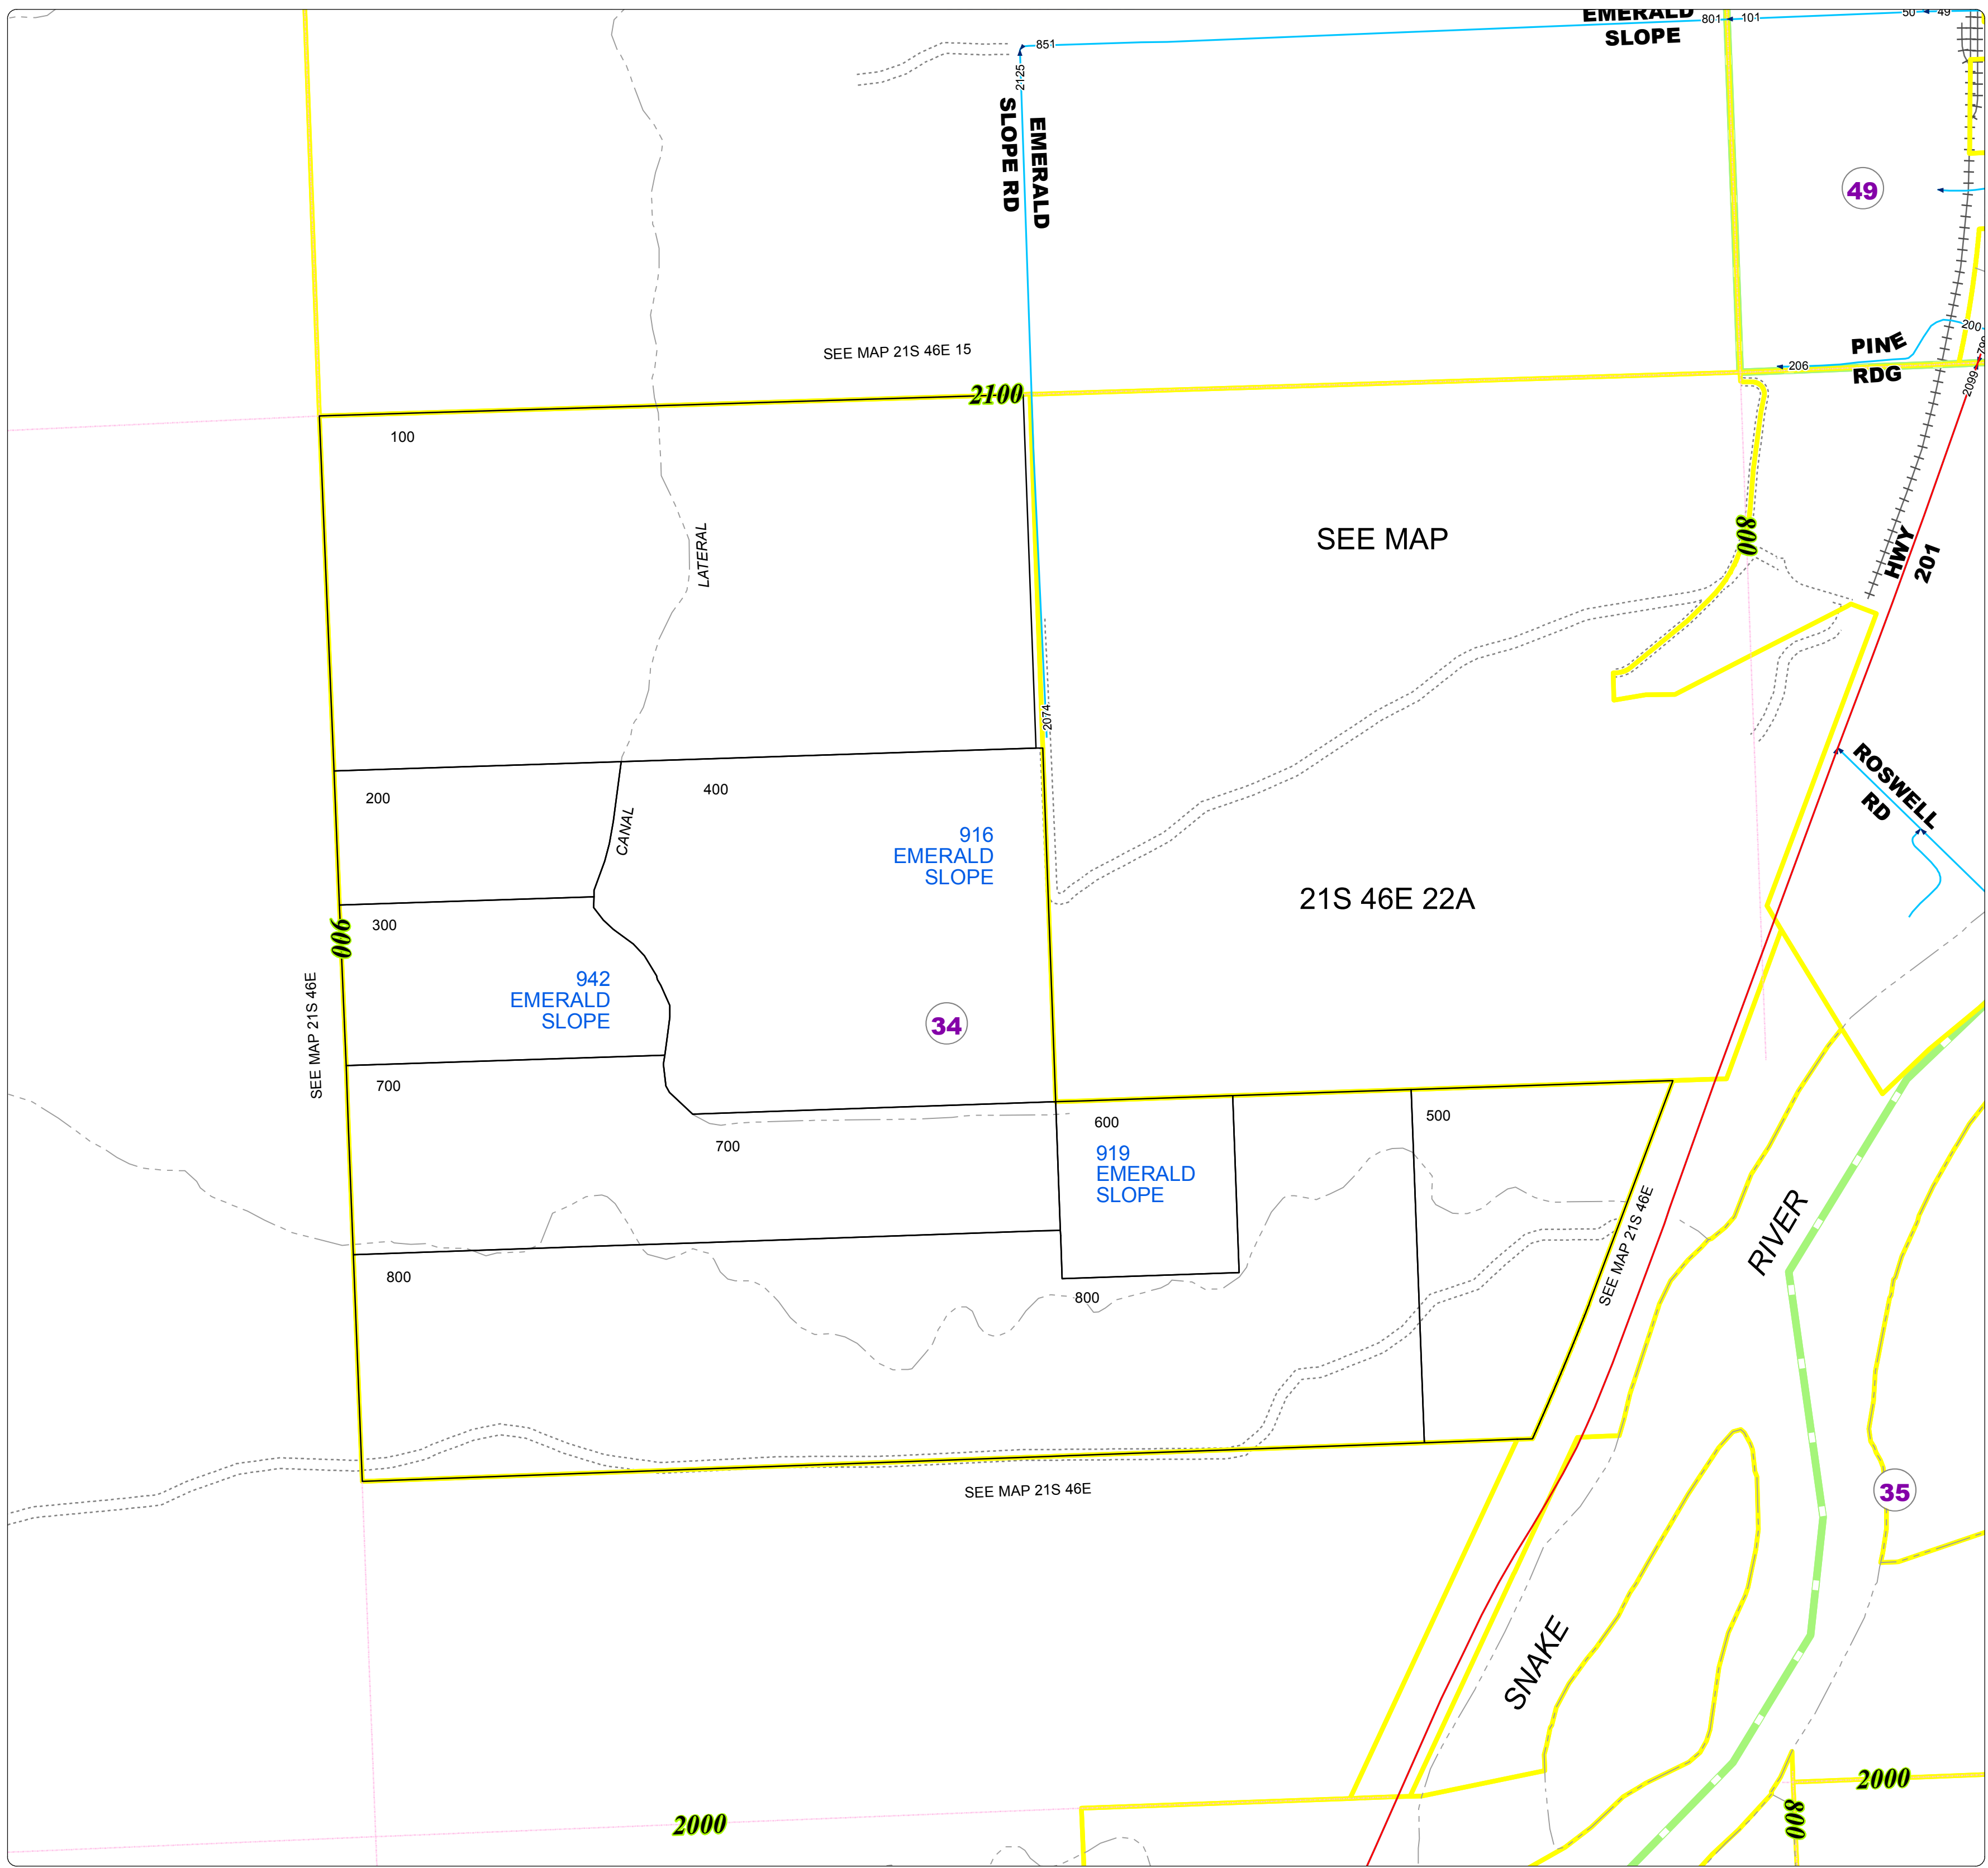 EMERALD
SLOPE
801
101
50
49
851
2125
SLOPE RD
EMERALD
49
SEE MAP 21S 46E 15
2100
PINE
RDG
206
200
2099
100
LATERAL
SEE MAP
800
HWY
201
2074
ROSWELL
RD
200
400
CANAL
916
EMERALD
SLOPE
300
900
21S 46E 22A
942
EMERALD
SLOPE
34
SEE MAP 21S 46E
700
700
600
919
EMERALD
SLOPE
500
SEE MAP 21S 46E
RIVER
800
800
SEE MAP 21S 46E
35
SNAKE
2000
2000
800